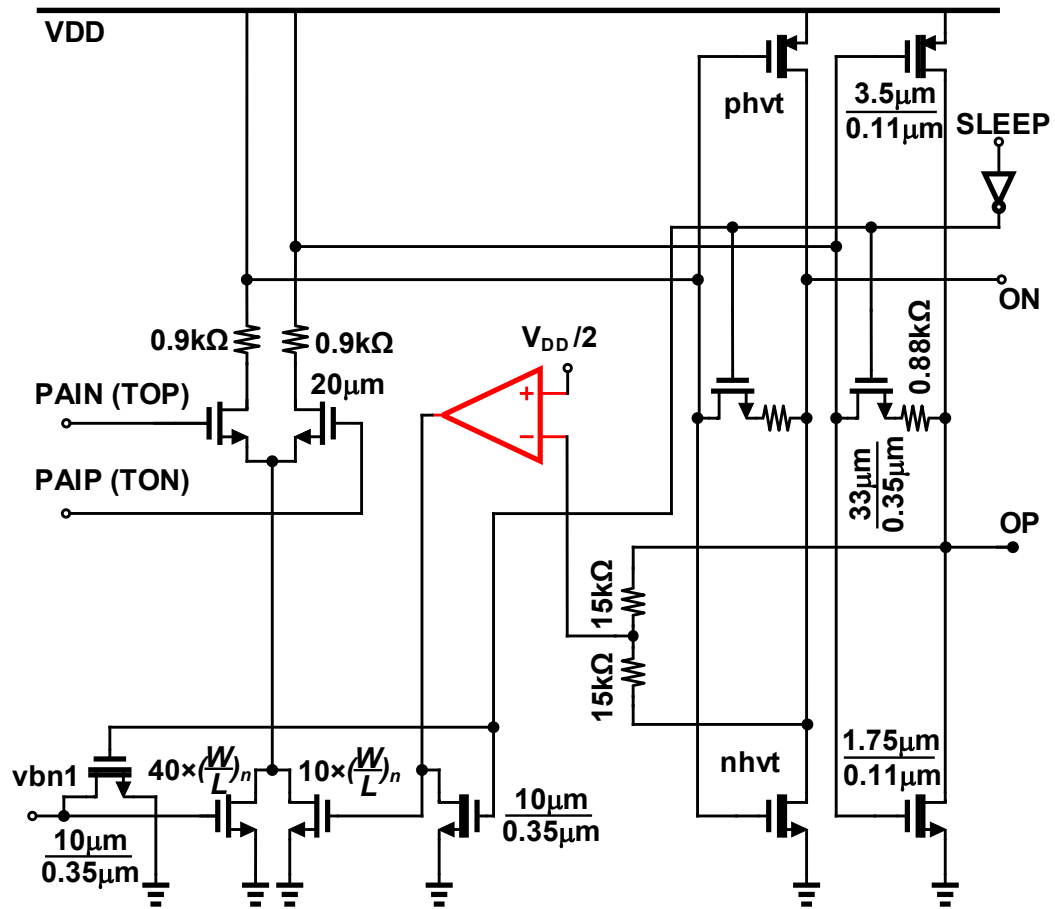 VDD
phvt
3.5μm
0.11μm
SLEEP
ON
0.9kΩ
0.9kΩ
V_DD/2
0.88kΩ
PAIN (TOP)
20μm
+
−
PAIP (TON)
33μm
0.35μm
OP
15kΩ
15kΩ
vbn1
40×(W/L)n
10×(W/L)n
nhvt
1.75μm
0.11μm
10μm
0.35μm
10μm
0.35μm